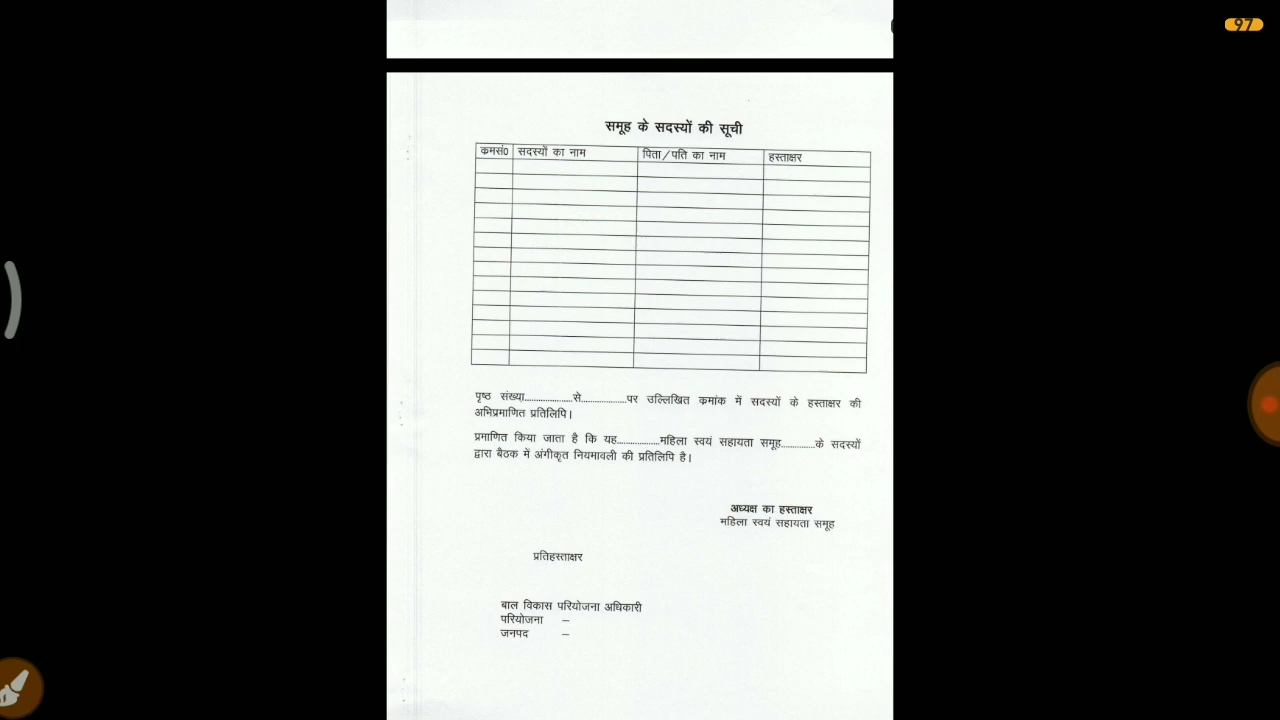 97
समूह के सदस्यों की सूची
कमसं0 सदस्यों का नाम पिता/पति का नाम हस्ताक्षर
पृष्ठ संख्या....................से...................पर उल्लिखित क्रमांक में सदस्यों के हस्ताक्षर की
अभिप्रमाणित प्रतिलिपि।
प्रमाणित किया जाता है कि यह..................महिला स्वयं सहायता समूह..............के सदस्यों
द्वारा बैठक में अंगीकृत नियमावली की प्रतिलिपि है।
अध्यक्ष का हस्ताक्षर
महिला स्वयं सहायता समूह
प्रतिहस्ताक्षर
बाल विकास परियोजना अधिकारी
परियोजना –
जनपद –